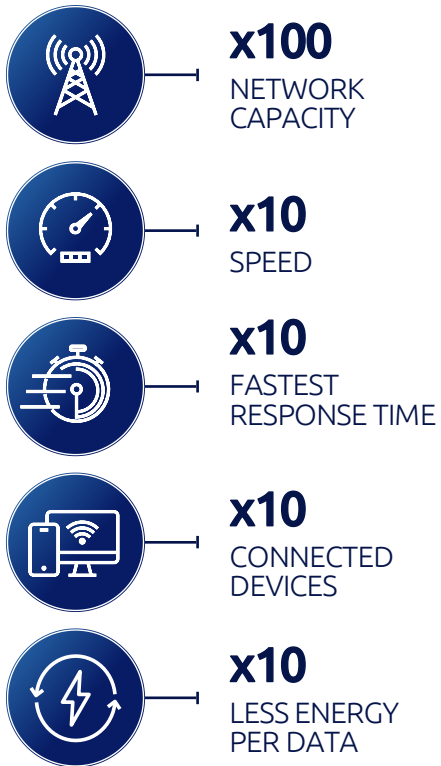 x100
NETWORK
CAPACITY
x10
SPEED
x10
FASTEST
RESPONSE TIME
x10
CONNECTED
DEVICES
x10
LESS ENERGY
PER DATA